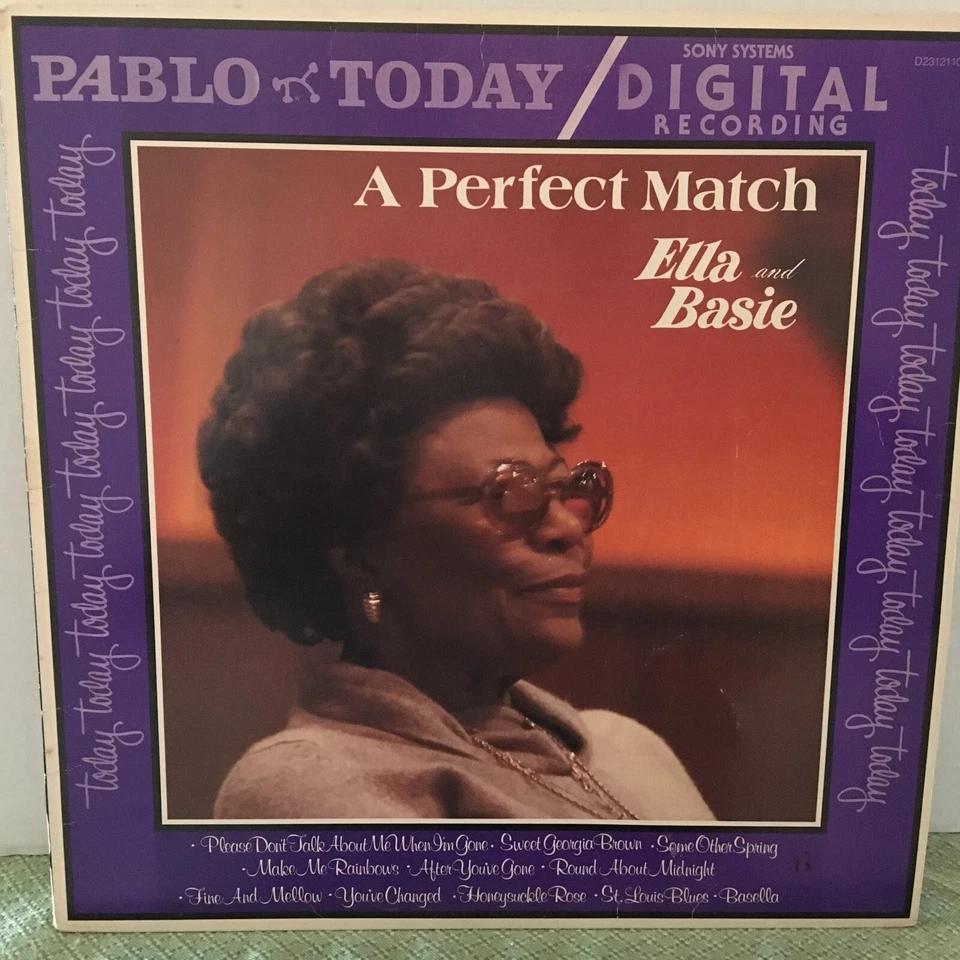 PABLO TODAY
SONY SYSTEMS
DIGITAL
RECORDING
D231211
A Perfect Match
Ella and
Basie
today today today today today today today
today today today today today today today
· Please Don't Talk About Me When I'm Gone · Sweet Georgia Brown · Some Other Spring
· Make Me Rainbows · After You've Gone · 'Round About Midnight
· Fine And Mellow · You've Changed · Honeysuckle Rose · St. Louis Blues · Basella